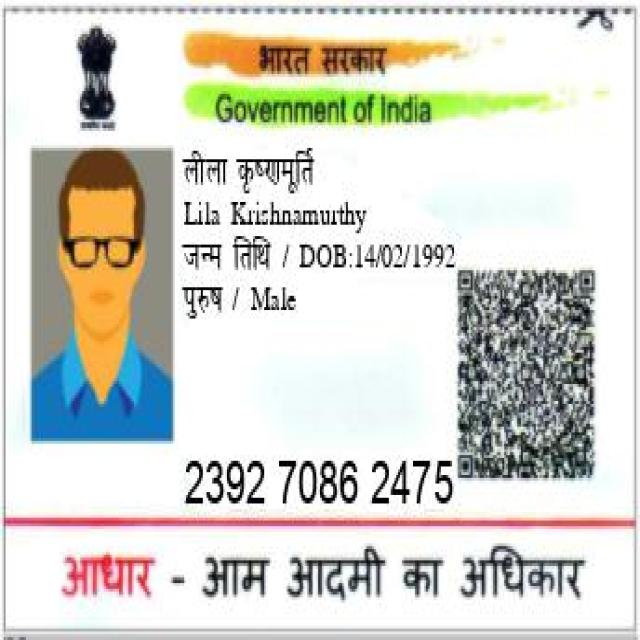 भारत सरकार
Government of India
लीला कृष्णमूर्ति
Lila Krishnamurthy
जन्म तिथि / DOB:14/02/1992
पुरुष / Male
2392 7086 2475
आधार - आम आदमी का अधिकार